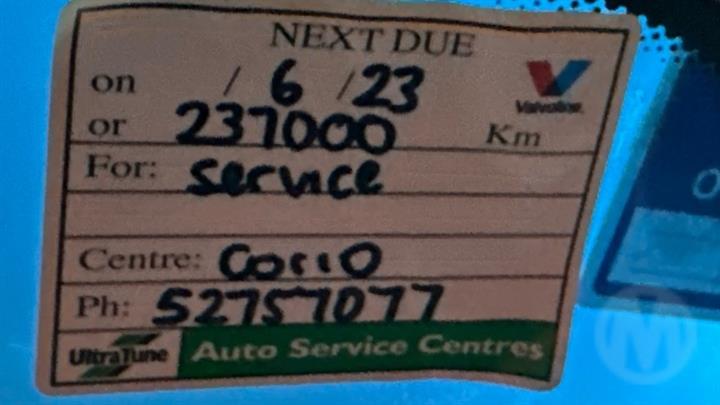 NEXT DUE
on / 6 / 23
Valvoline
or 237000 Km
For: service
Centre: Corio
Ph: 52757077
UltraTune Auto Service Centres
M